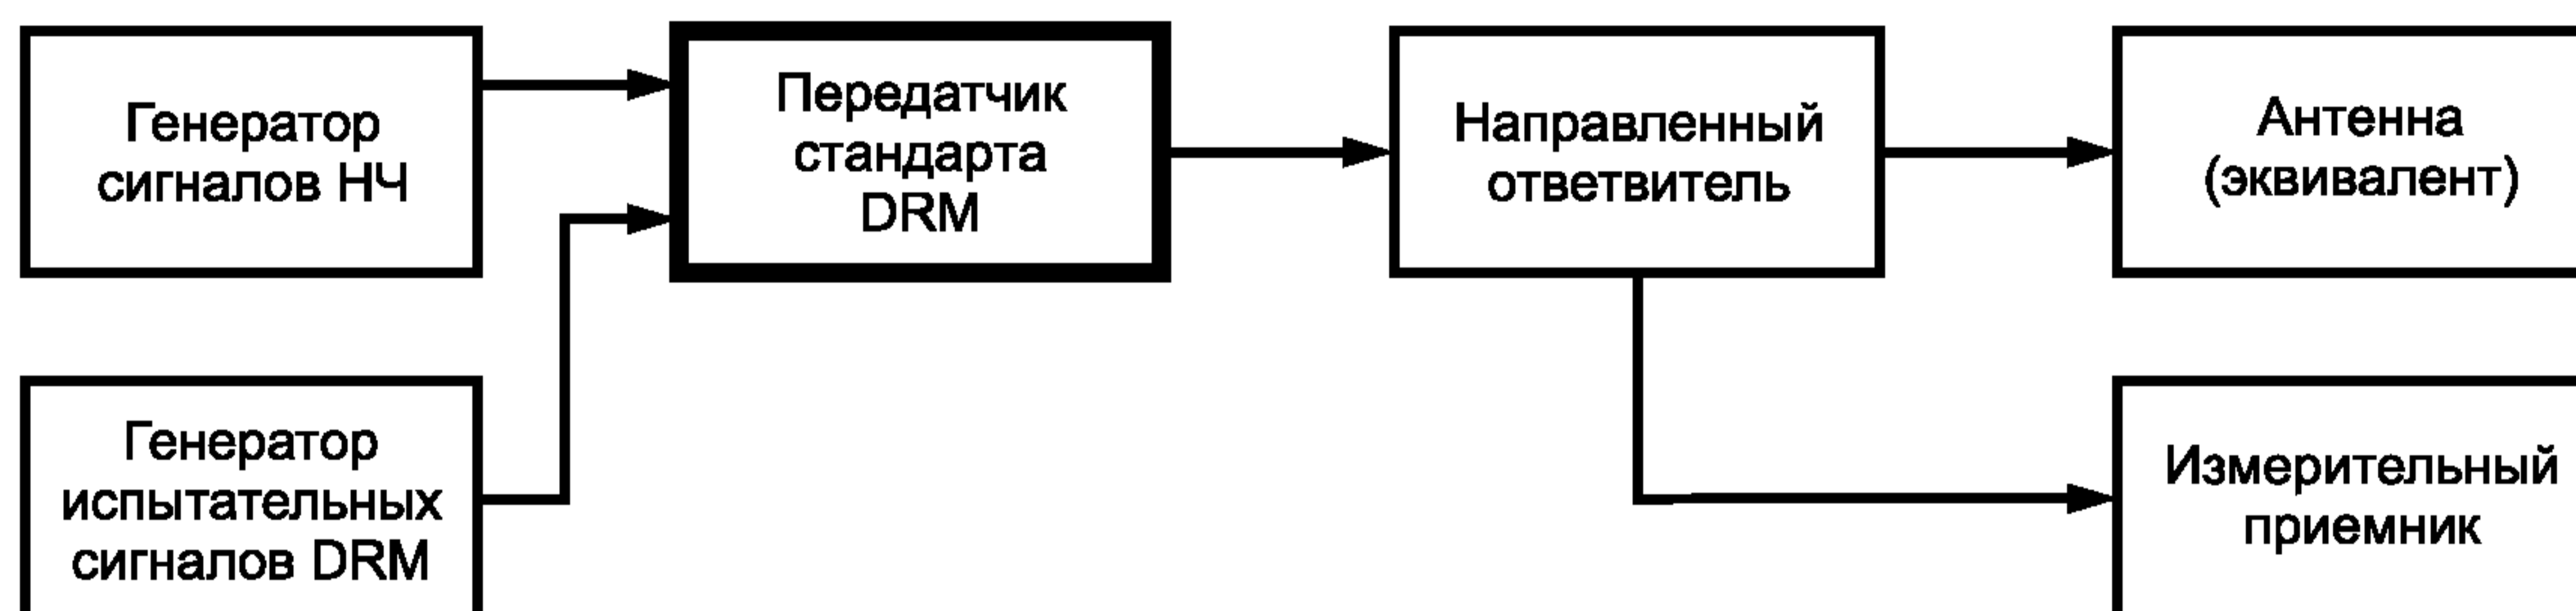 Генератор
сигналов НЧ
Передатчик
стандарта
DRM
Направленный
ответвитель
Антенна
(эквивалент)
Генератор
испытательных
сигналов DRM
Измерительный
приемник